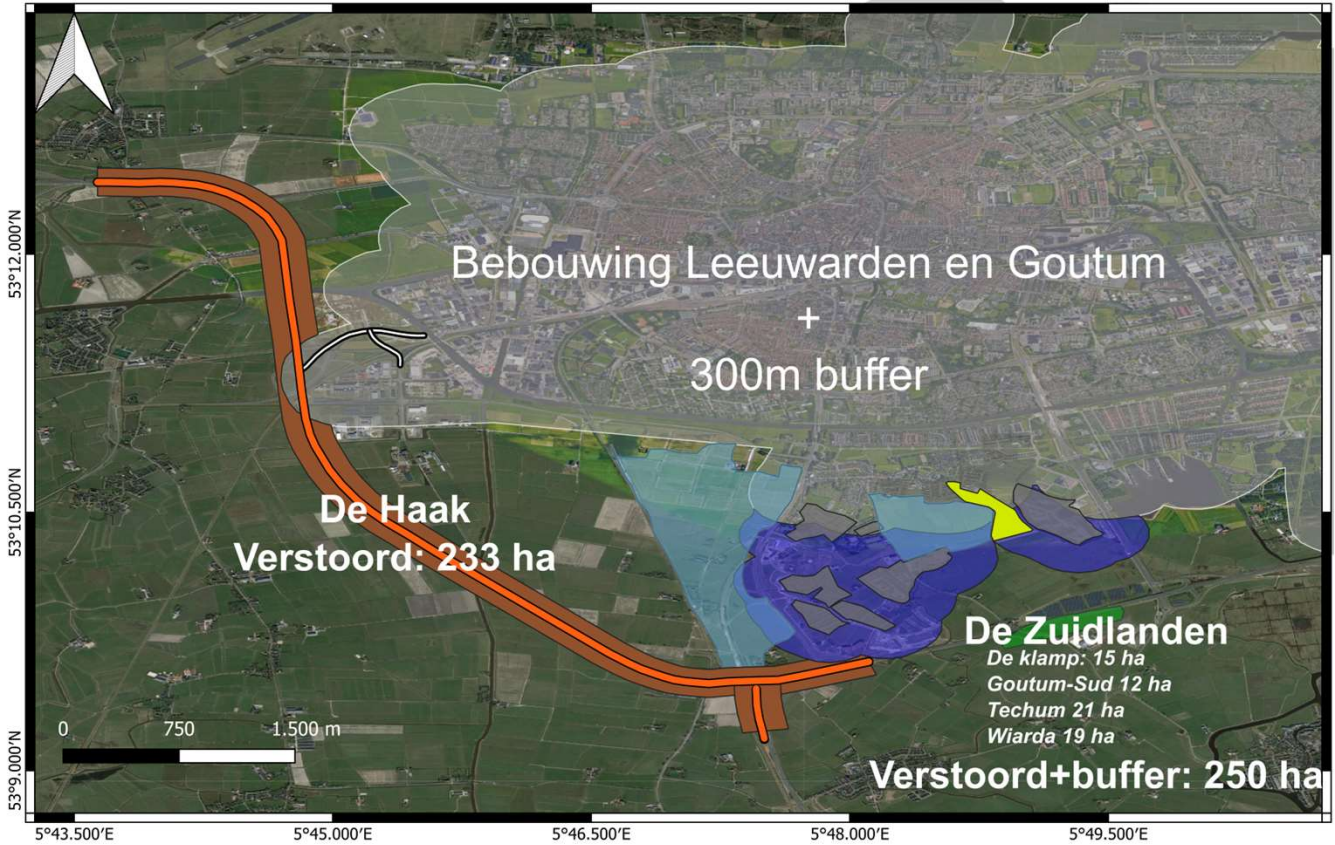 Bebouwing Leeuwarden en Goutum
+
300m buffer
De Haak
Verstoord: 233 ha
De Zuidlanden
De klamp: 15 ha
Goutum-Sud 12 ha
Techum 21 ha
Wiarda 19 ha
Verstoord+buffer: 250 ha
0 750 1.500 m
53°12.000'N
53°10.500'N
53°9.000'N
5°43.500'E 5°45.000'E 5°46.500'E 5°48.000'E 5°49.500'E